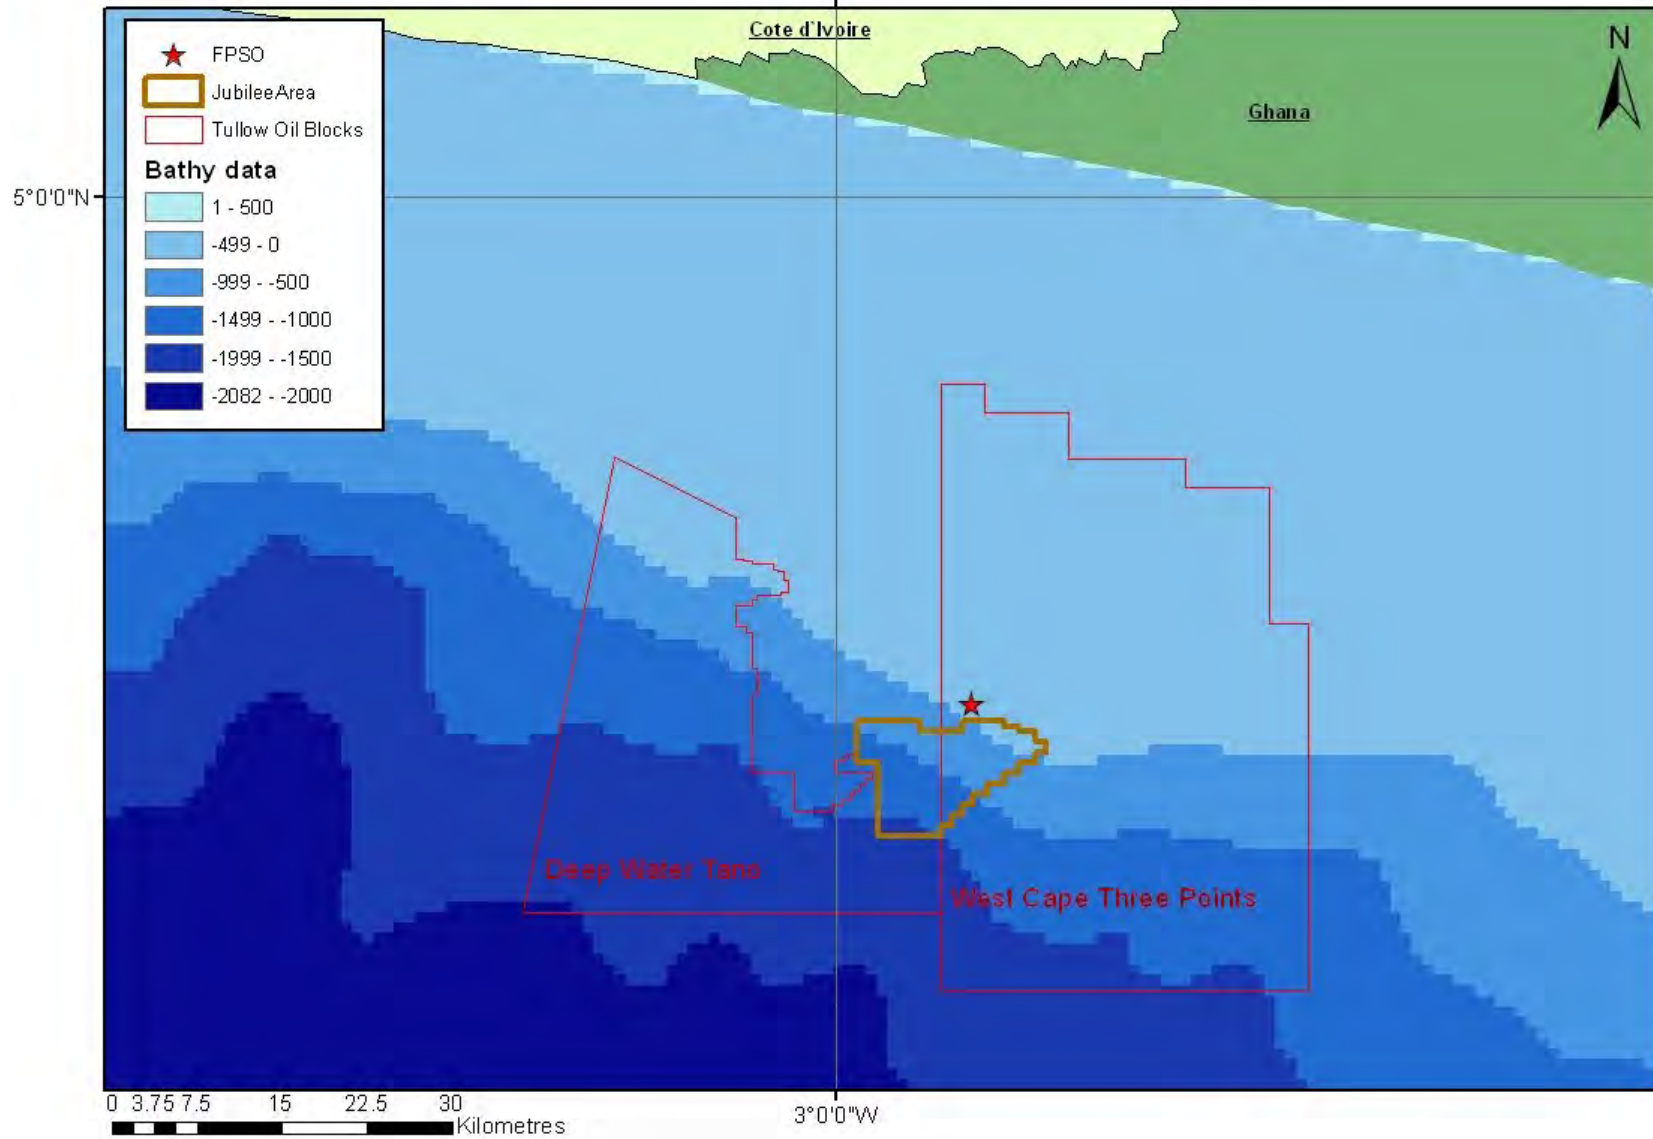 Cote d'Ivoire
N
FPSO
JubileeArea
Ghana
Tullow Oil Blocks
Bathy data
5°0'0"N
1 - 500
-499 - 0
-999 - -500
-1499 - -1000
-1999 - -1500
-2082 - -2000
Deep Water Tano
West Cape Three Points
0 3.75 7.5 15 22.5 30
Kilometres
3°0'0"W